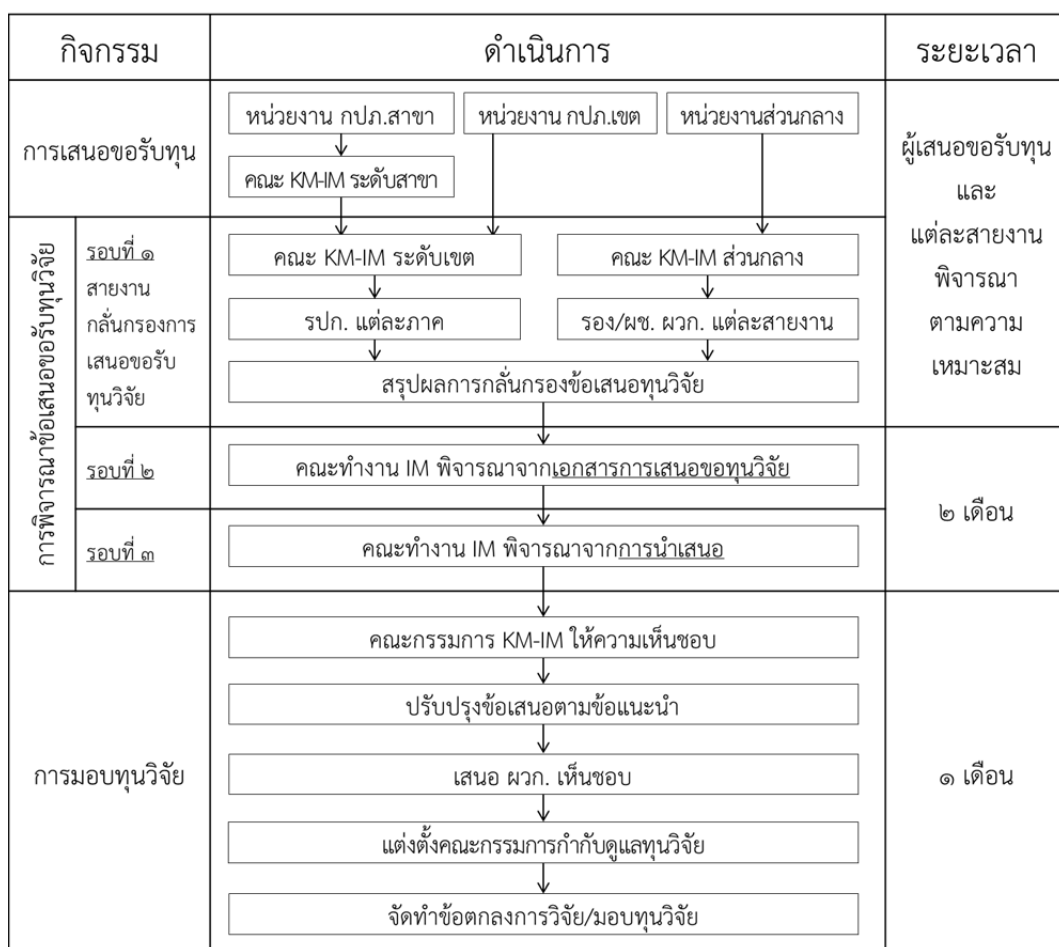 กิจกรรม
ดำเนินการ
ระยะเวลา
การเสนอขอรับทุน
หน่วยงาน กปภ.สาขา
หน่วยงาน กปภ.เขต
หน่วยงานส่วนกลาง
คณะ KM-IM ระดับสาขา
ผู้เสนอขอรับทุน
และ
แต่ละสายงาน
พิจารณา
ตามความ
เหมาะสม
การพิจารณาข้อเสนอขอรับทุนวิจัย
รอบที่ ๑
สายงาน
กลั่นกรองการ
เสนอขอรับ
ทุนวิจัย
คณะ KM-IM ระดับเขต
คณะ KM-IM ส่วนกลาง
รปก. แต่ละภาค
รอง/ผช. ผวก. แต่ละสายงาน
สรุปผลการกลั่นกรองข้อเสนอทุนวิจัย
รอบที่ ๒
คณะทำงาน IM พิจารณาจากเอกสารการเสนอขอทุนวิจัย
๒ เดือน
รอบที่ ๓
คณะทำงาน IM พิจารณาจากการนำเสนอ
การมอบทุนวิจัย
คณะกรรมการ KM-IM ให้ความเห็นชอบ
ปรับปรุงข้อเสนอตามข้อแนะนำ
เสนอ ผวก. เห็นชอบ
แต่งตั้งคณะกรรมการกำกับดูแลทุนวิจัย
จัดทำข้อตกลงการวิจัย/มอบทุนวิจัย
๑ เดือน